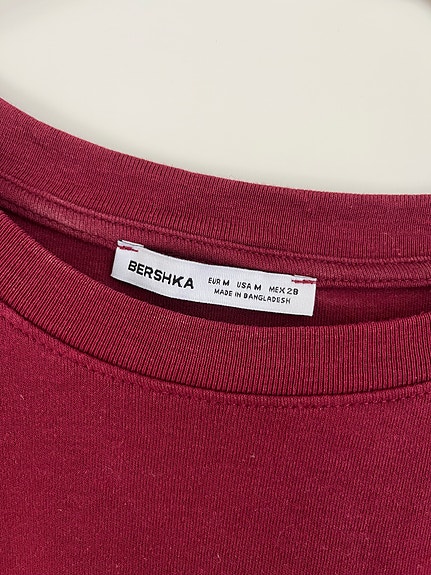 BERSHKA EUR M USA M MEX 28
MADE IN BANGLADESH